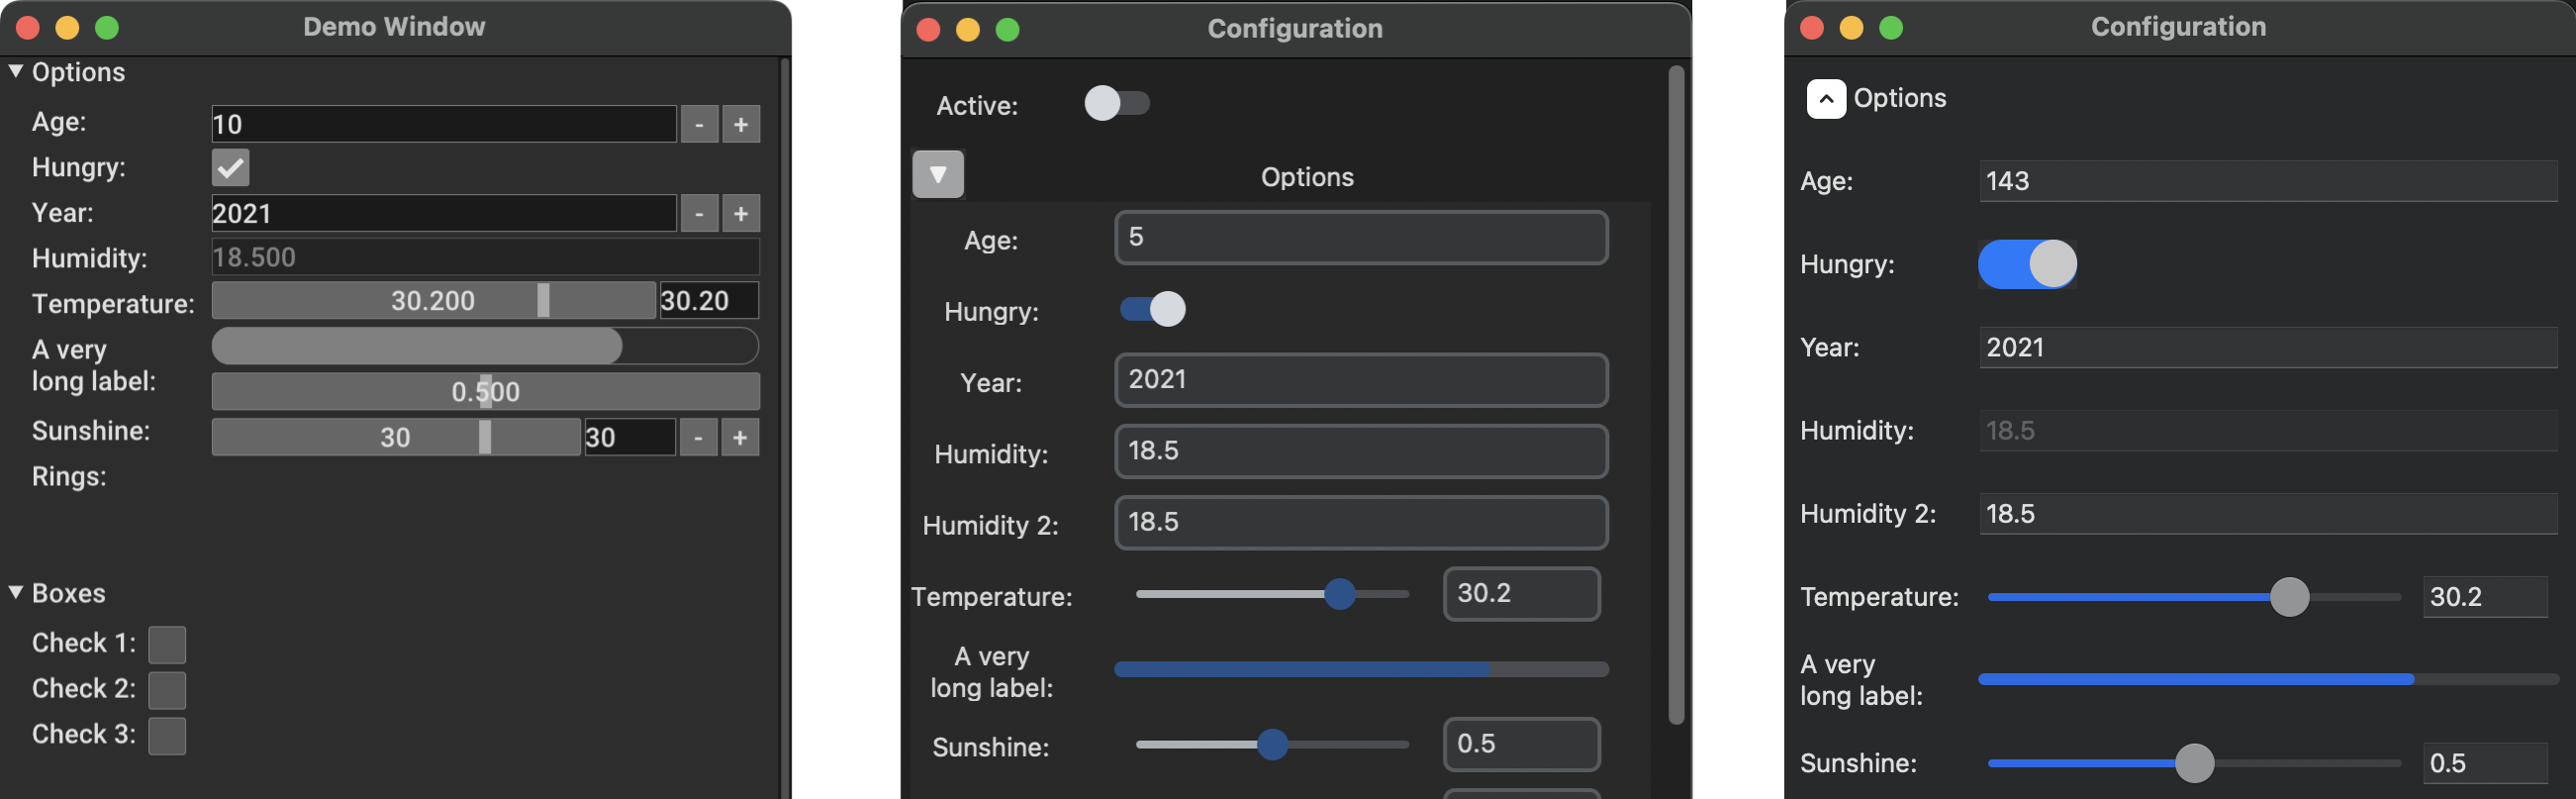 Demo Window
Options
Age:
10
-
+
Hungry:
Year:
2021
-
+
Humidity:
18.500
Temperature:
30.200
30.20
A very
long label:
0.500
Sunshine:
30
30
-
+
Rings:
Boxes
Check 1:
Check 2:
Check 3:
Configuration
Active:
Options
Age:
5
Hungry:
Year:
2021
Humidity:
18.5
Humidity 2:
18.5
Temperature:
30.2
A very
long label:
Sunshine:
0.5
Configuration
Options
Age:
143
Hungry:
Year:
2021
Humidity:
18.5
Humidity 2:
18.5
Temperature:
30.2
A very
long label:
Sunshine:
0.5